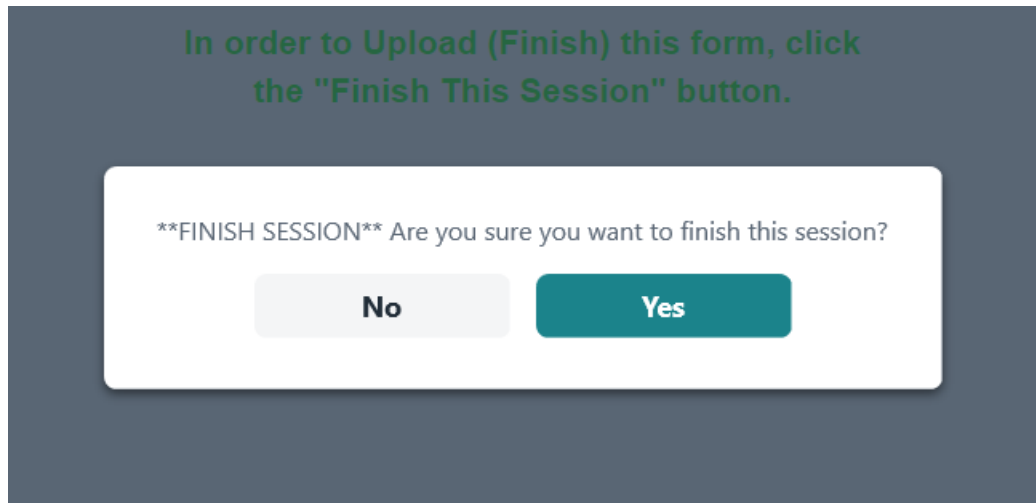 In order to Upload (Finish) this form, click
the "Finish This Session" button.
**FINISH SESSION** Are you sure you want to finish this session?
No
Yes